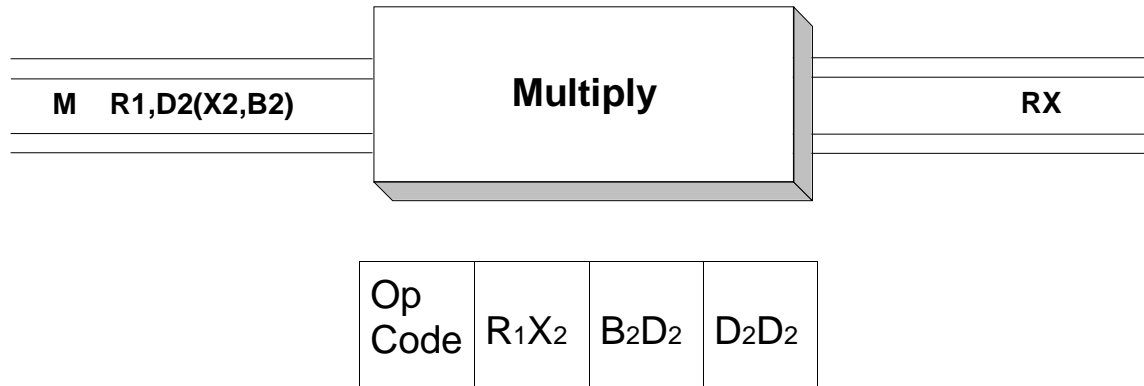 Multiply
M R1,D2(X2,B2)
RX
Op
Code
R1X2
B2D2
D2D2